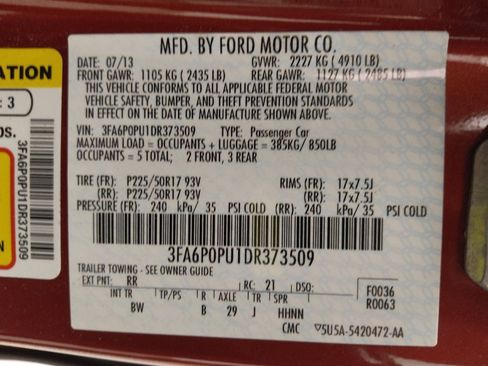 ATION
: 3
bs.
3FA6P0PU1DR373509
MFD. BY FORD MOTOR CO.
DATE: 07/13 GVWR: 2227 KG ( 4910 LB)
FRONT GAWR: 1105 KG ( 2435 LB) REAR GAWR: 1127 KG ( 2485 LB)
THIS VEHICLE CONFORMS TO ALL APPLICABLE FEDERAL MOTOR
VEHICLE SAFETY, BUMPER, AND THEFT PREVENTION STANDARDS
IN EFFECT ON THE DATE OF MANUFACTURE SHOWN ABOVE.
VIN: 3FA6P0PU1DR373509 TYPE: Passenger Car
MAXIMUM LOAD = OCCUPANTS + LUGGAGE = 385KG/ 850LB
OCCUPANTS = 5 TOTAL; 2 FRONT, 3 REAR
TIRE (FR): P225/50R17 93V RIMS (FR): 17x7.5J
(RR): P225/50R17 93V (RR): 17x7.5J
PRESSURE (FR): 240 kPa/ 35 PSI COLD (RR): 240 kPa/ 35 PSI COLD
3FA6P0PU1DR373509
TRAILER TOWING - SEE OWNER GUIDE
EXT PNT: RR RC: 21 DSO: F0036
R0063
INT TR TP/PS R AXLE TR SPR
BW B 29 J HHNN
CMC 5U5A-5420472-AA